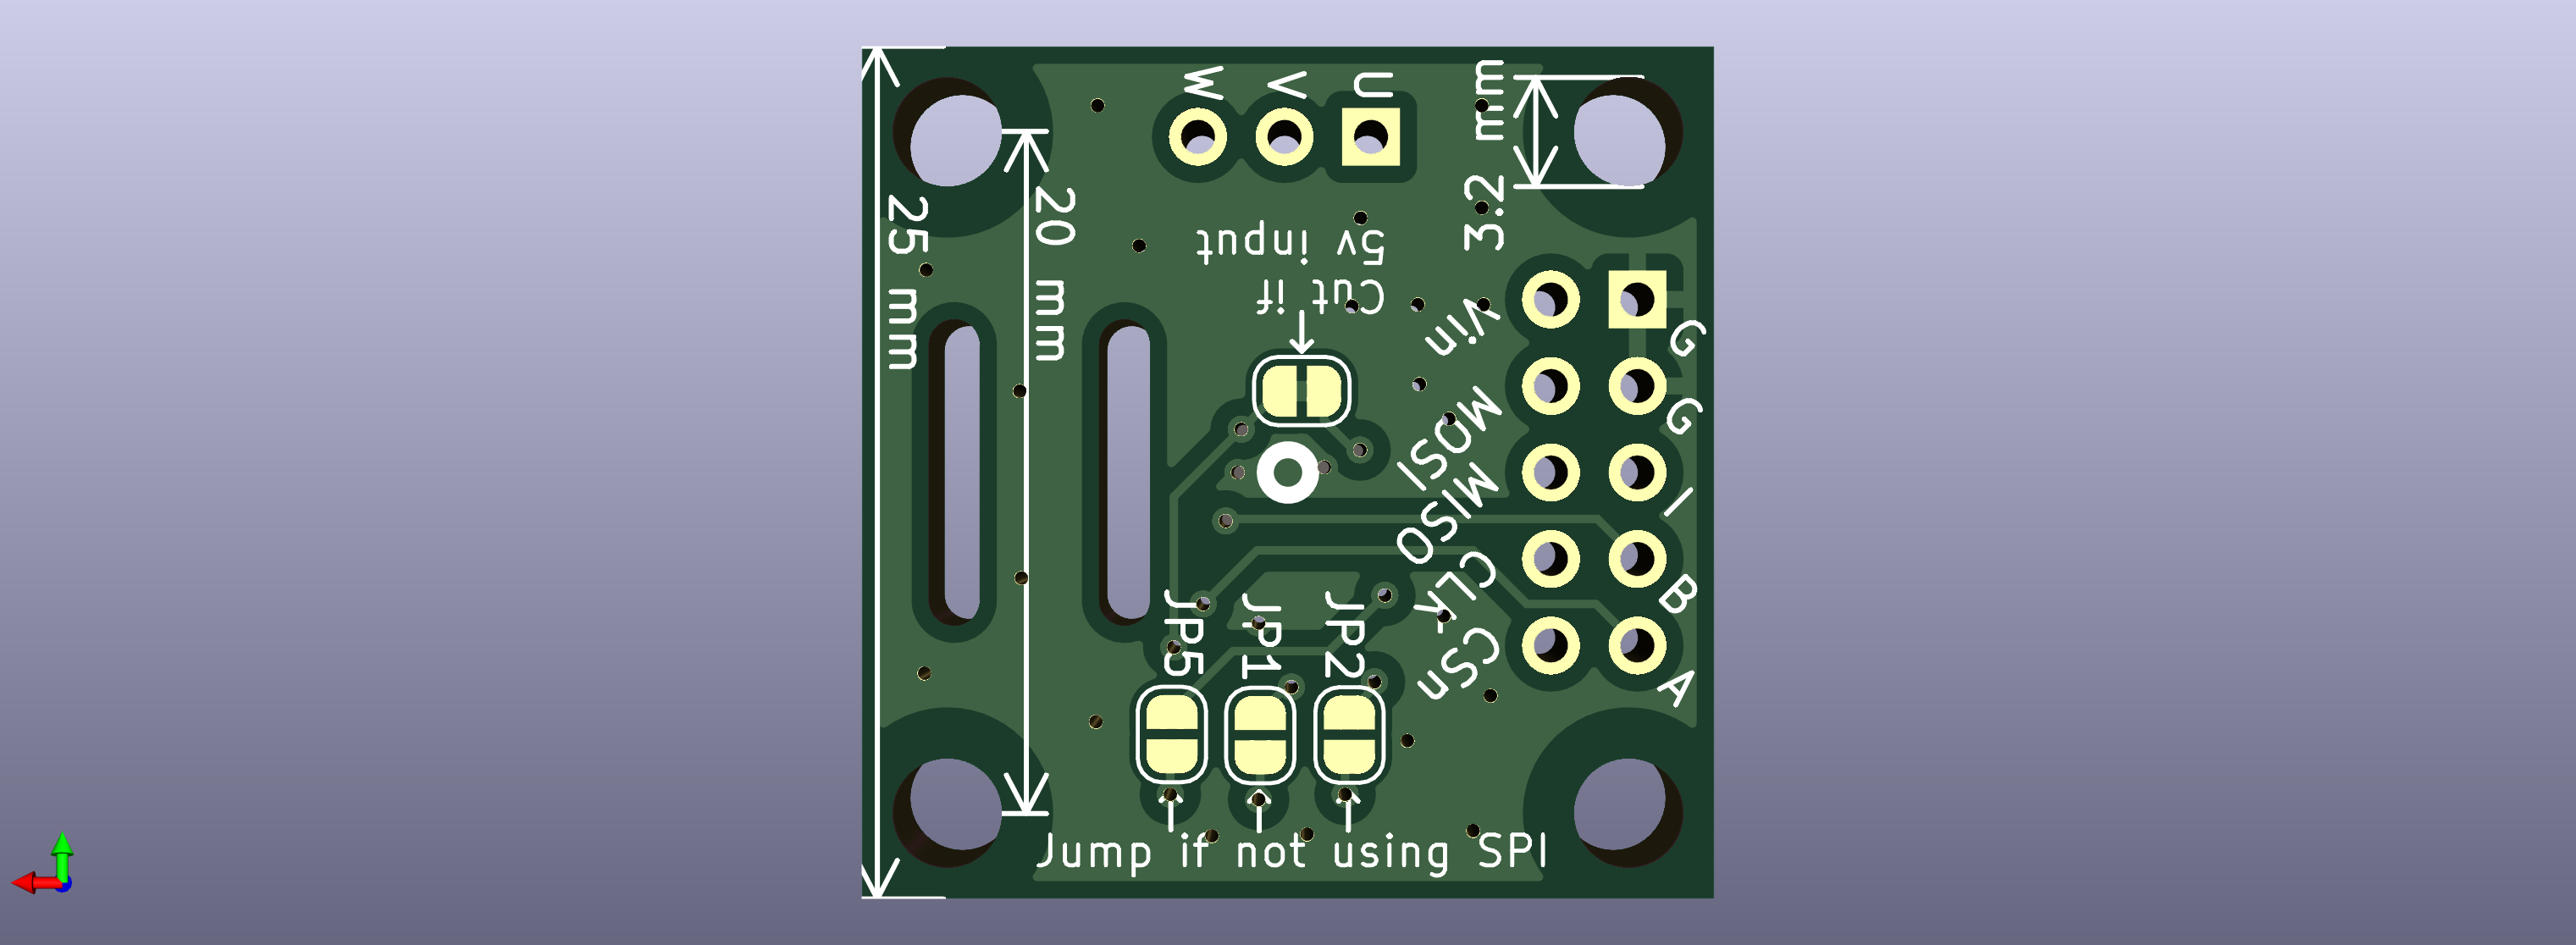 W V U
3.2 mm
25 mm
20 mm
Cut if
5v input
Vin
MOSI
MISO
CLK
CSn
G
G
I
B
A
JP5
JP1
JP2
Jump if not using SPI